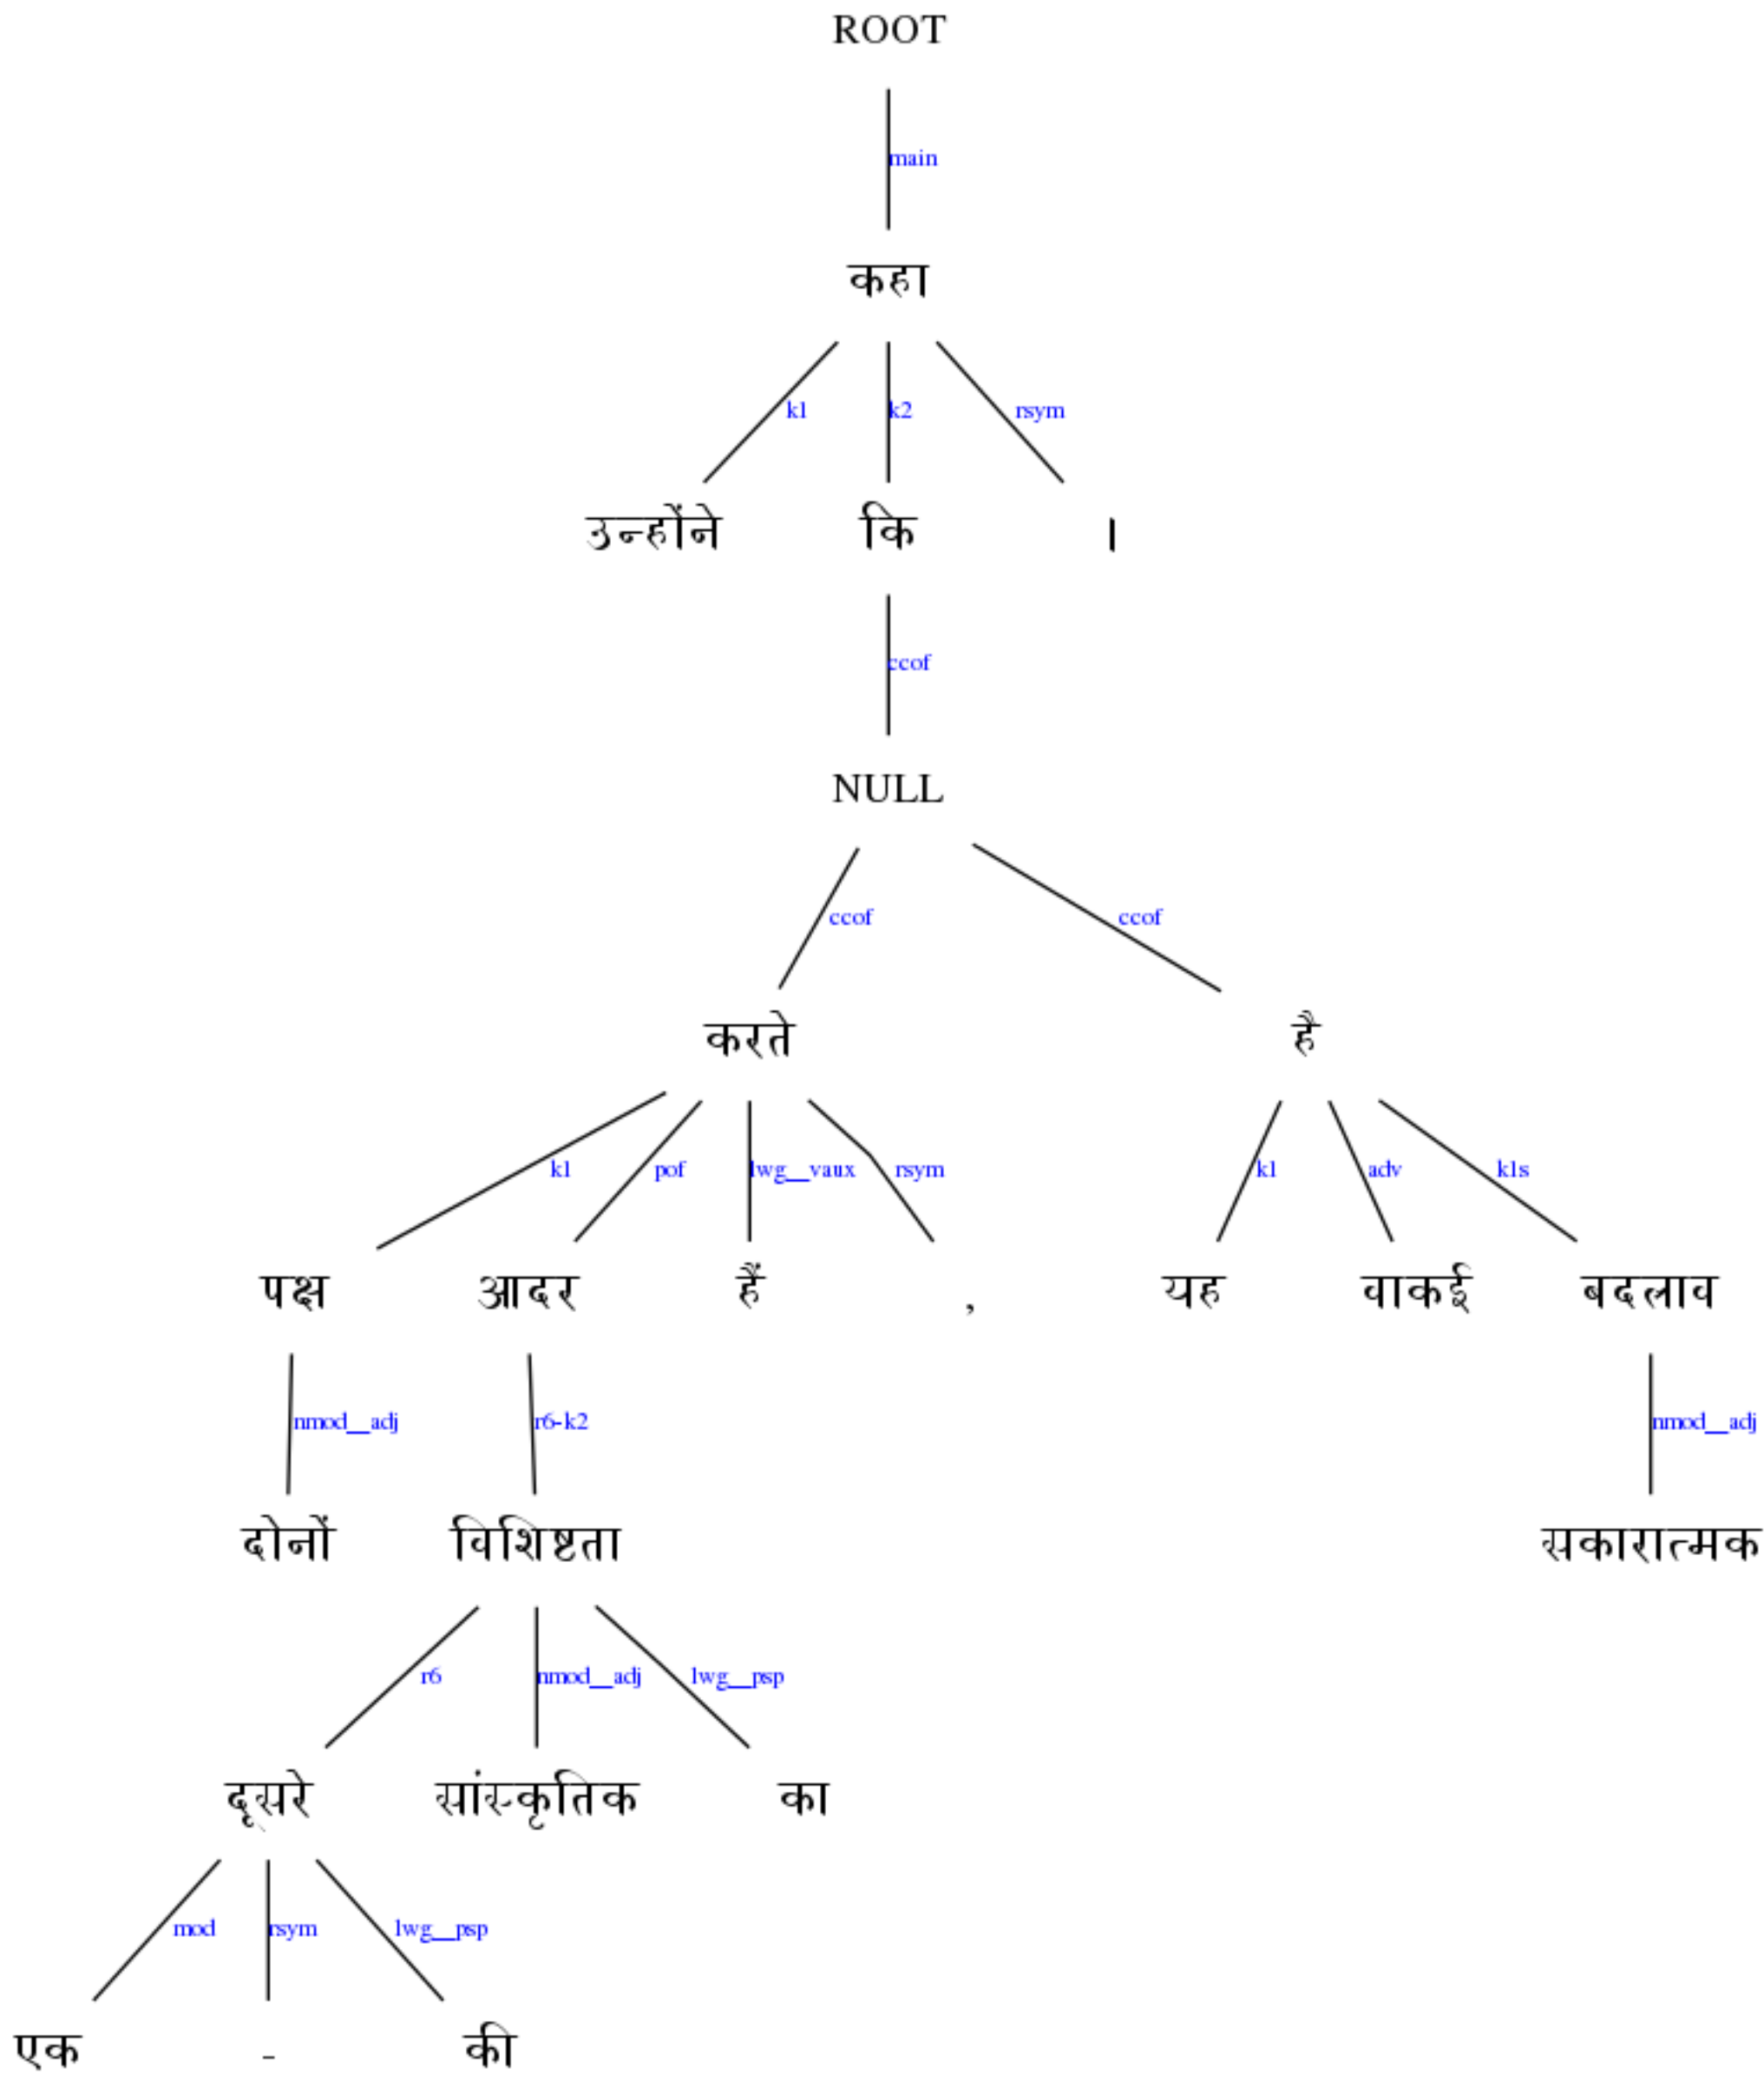 ROOT
main
कहा
k1 k2 rsym
उन्होंने कि ।
ccof
NULL
ccof ccof
करते है
k1 pof lwg__vaux rsym k1 adv k1s
पक्ष आदर हैं , यह वाकई बदलाव
nmod__adj r6-k2 nmod__adj
दोनों विशिष्टता सकारात्मक
r6 nmod__adj lwg__psp
दूसरे सांस्कृतिक का
mod rsym lwg__psp
एक - की